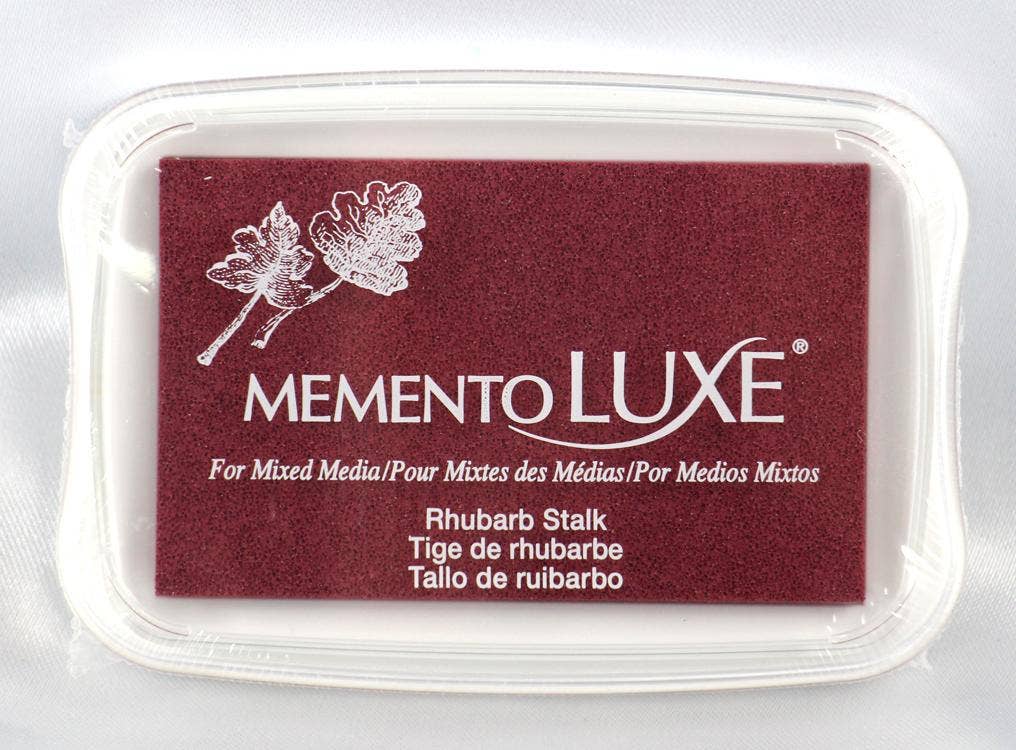 MEMENTO LUXE®
For Mixed Media/Pour Mixtes des Médias/Por Medios Mixtos
Rhubarb Stalk
Tige de rhubarbe
Tallo de ruibarbo